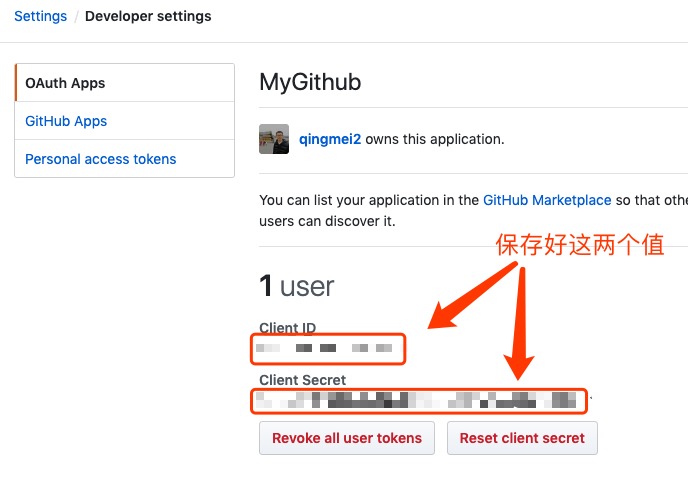 Settings / Developer settings
OAuth Apps
GitHub Apps
Personal access tokens
MyGithub
qingmei2 owns this application.
You can list your application in the GitHub Marketplace so that othe
users can discover it.
保存好这两个值
1 user
Client ID
Client Secret
Revoke all user tokens
Reset client secret